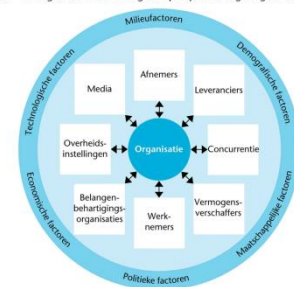 Milieufactoren
Technologische factoren
Demografische factoren
Afnemers
Media
Leveranciers
Overheids-
instellingen
Organisatie
Concurrentie
Belangen-
behartigings-
organisaties
Werk-
nemers
Vermogens-
verschaffers
Economische factoren
Maatschappelijke factoren
Politieke factoren